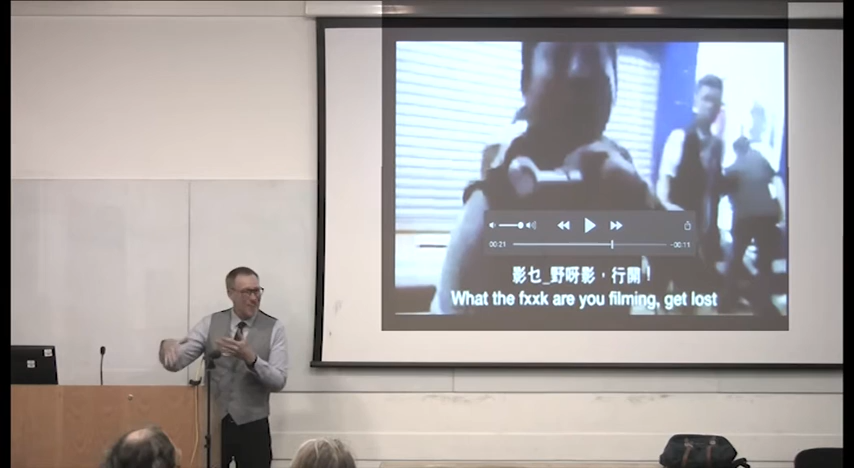 00:21
-00:11
影乜_野呀影，行開！
What the fxxk are you filming, get lost